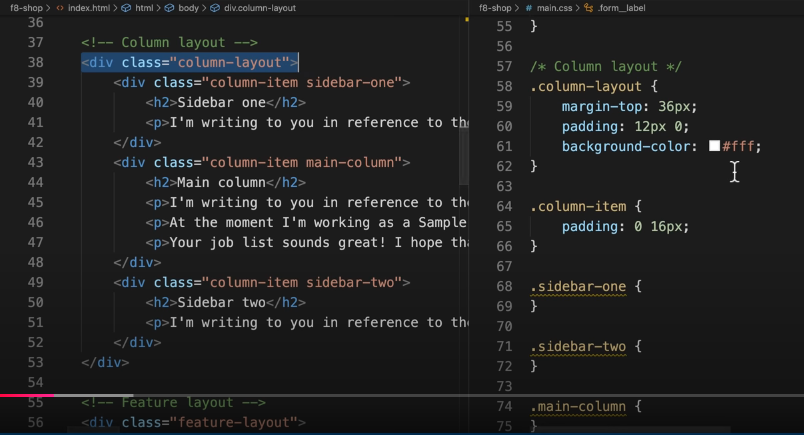 f8-shop > index.html > html > body > div.column-layout
36
37 <!-- Column layout -->
38 <div class="column-layout">
39 <div class="column-item sidebar-one">
40 <h2>Sidebar one</h2>
41 <p>I'm writing to you in reference to the
42 </div>
43 <div class="column-item main-column">
44 <h2>Main column</h2>
45 <p>I'm writing to you in reference to the
46 <p>At the moment I'm working as a Sample
47 <p>Your job list sounds great! I hope tha
48 </div>
49 <div class="column-item sidebar-two">
50 <h2>Sidebar two</h2>
51 <p>I'm writing to you in reference to the
52 </div>
53 </div>
54
55 <!-- Feature layout -->
56 <div class="feature-layout">
f8-shop > # main.css > .form__label
55 }
56
57 /* Column layout */
58 .column-layout {
59 margin-top: 36px;
60 padding: 12px 0;
61 background-color: #fff;
62 }
63
64 .column-item {
65 padding: 0 16px;
66 }
67
68 .sidebar-one {
69 }
70
71 .sidebar-two {
72 }
73
74 .main-column {
75 }